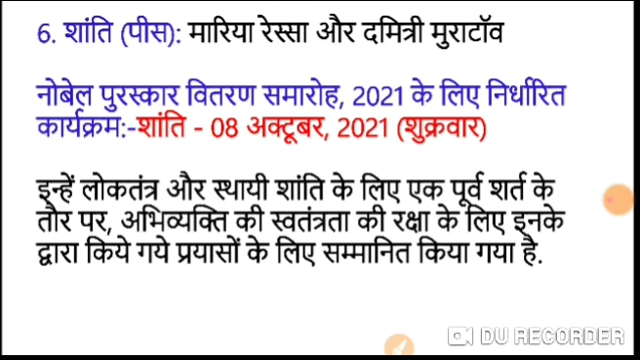 6. शांति (पीस): मारिया रेस्सा और दमित्री मुराटॉव
नोबेल पुरस्कार वितरण समारोह, 2021 के लिए निर्धारित
कार्यक्रम:-शांति - 08 अक्टूबर, 2021 (शुक्रवार)
इन्हें लोकतंत्र और स्थायी शांति के लिए एक पूर्व शर्त के
तौर पर, अभिव्यक्ति की स्वतंत्रता की रक्षा के लिए इनके
द्वारा किये गये प्रयासों के लिए सम्मानित किया गया है.
DU RECORDER